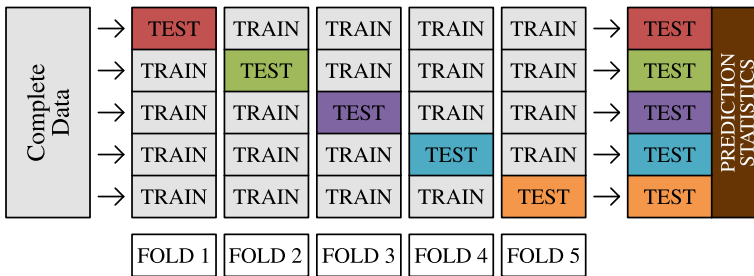 Complete Data
TEST TRAIN TRAIN TRAIN TRAIN TEST
TRAIN TEST TRAIN TRAIN TRAIN TEST
TRAIN TRAIN TEST TRAIN TRAIN TEST
TRAIN TRAIN TRAIN TEST TRAIN TEST
TRAIN TRAIN TRAIN TRAIN TEST TEST
PREDICTION
STATISTICS
FOLD 1 FOLD 2 FOLD 3 FOLD 4 FOLD 5